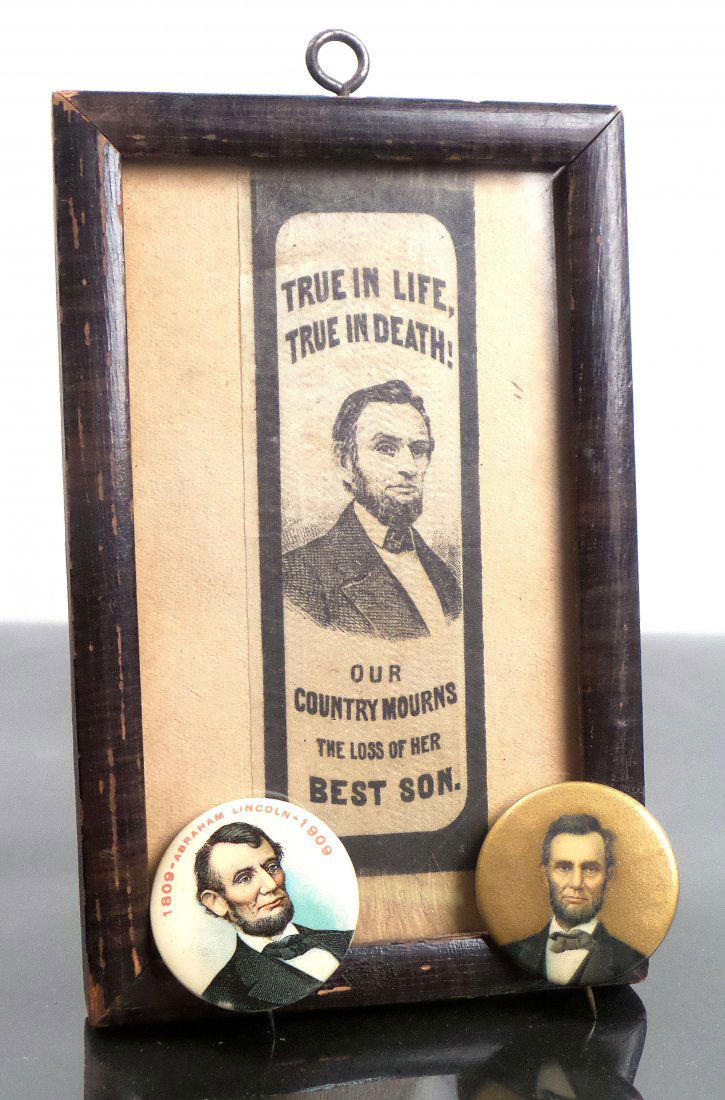 TRUE IN LIFE,
TRUE IN DEATH!
OUR
COUNTRY MOURNS
THE LOSS OF HER
BEST SON.
1809-ABRAHAM LINCOLN-1909